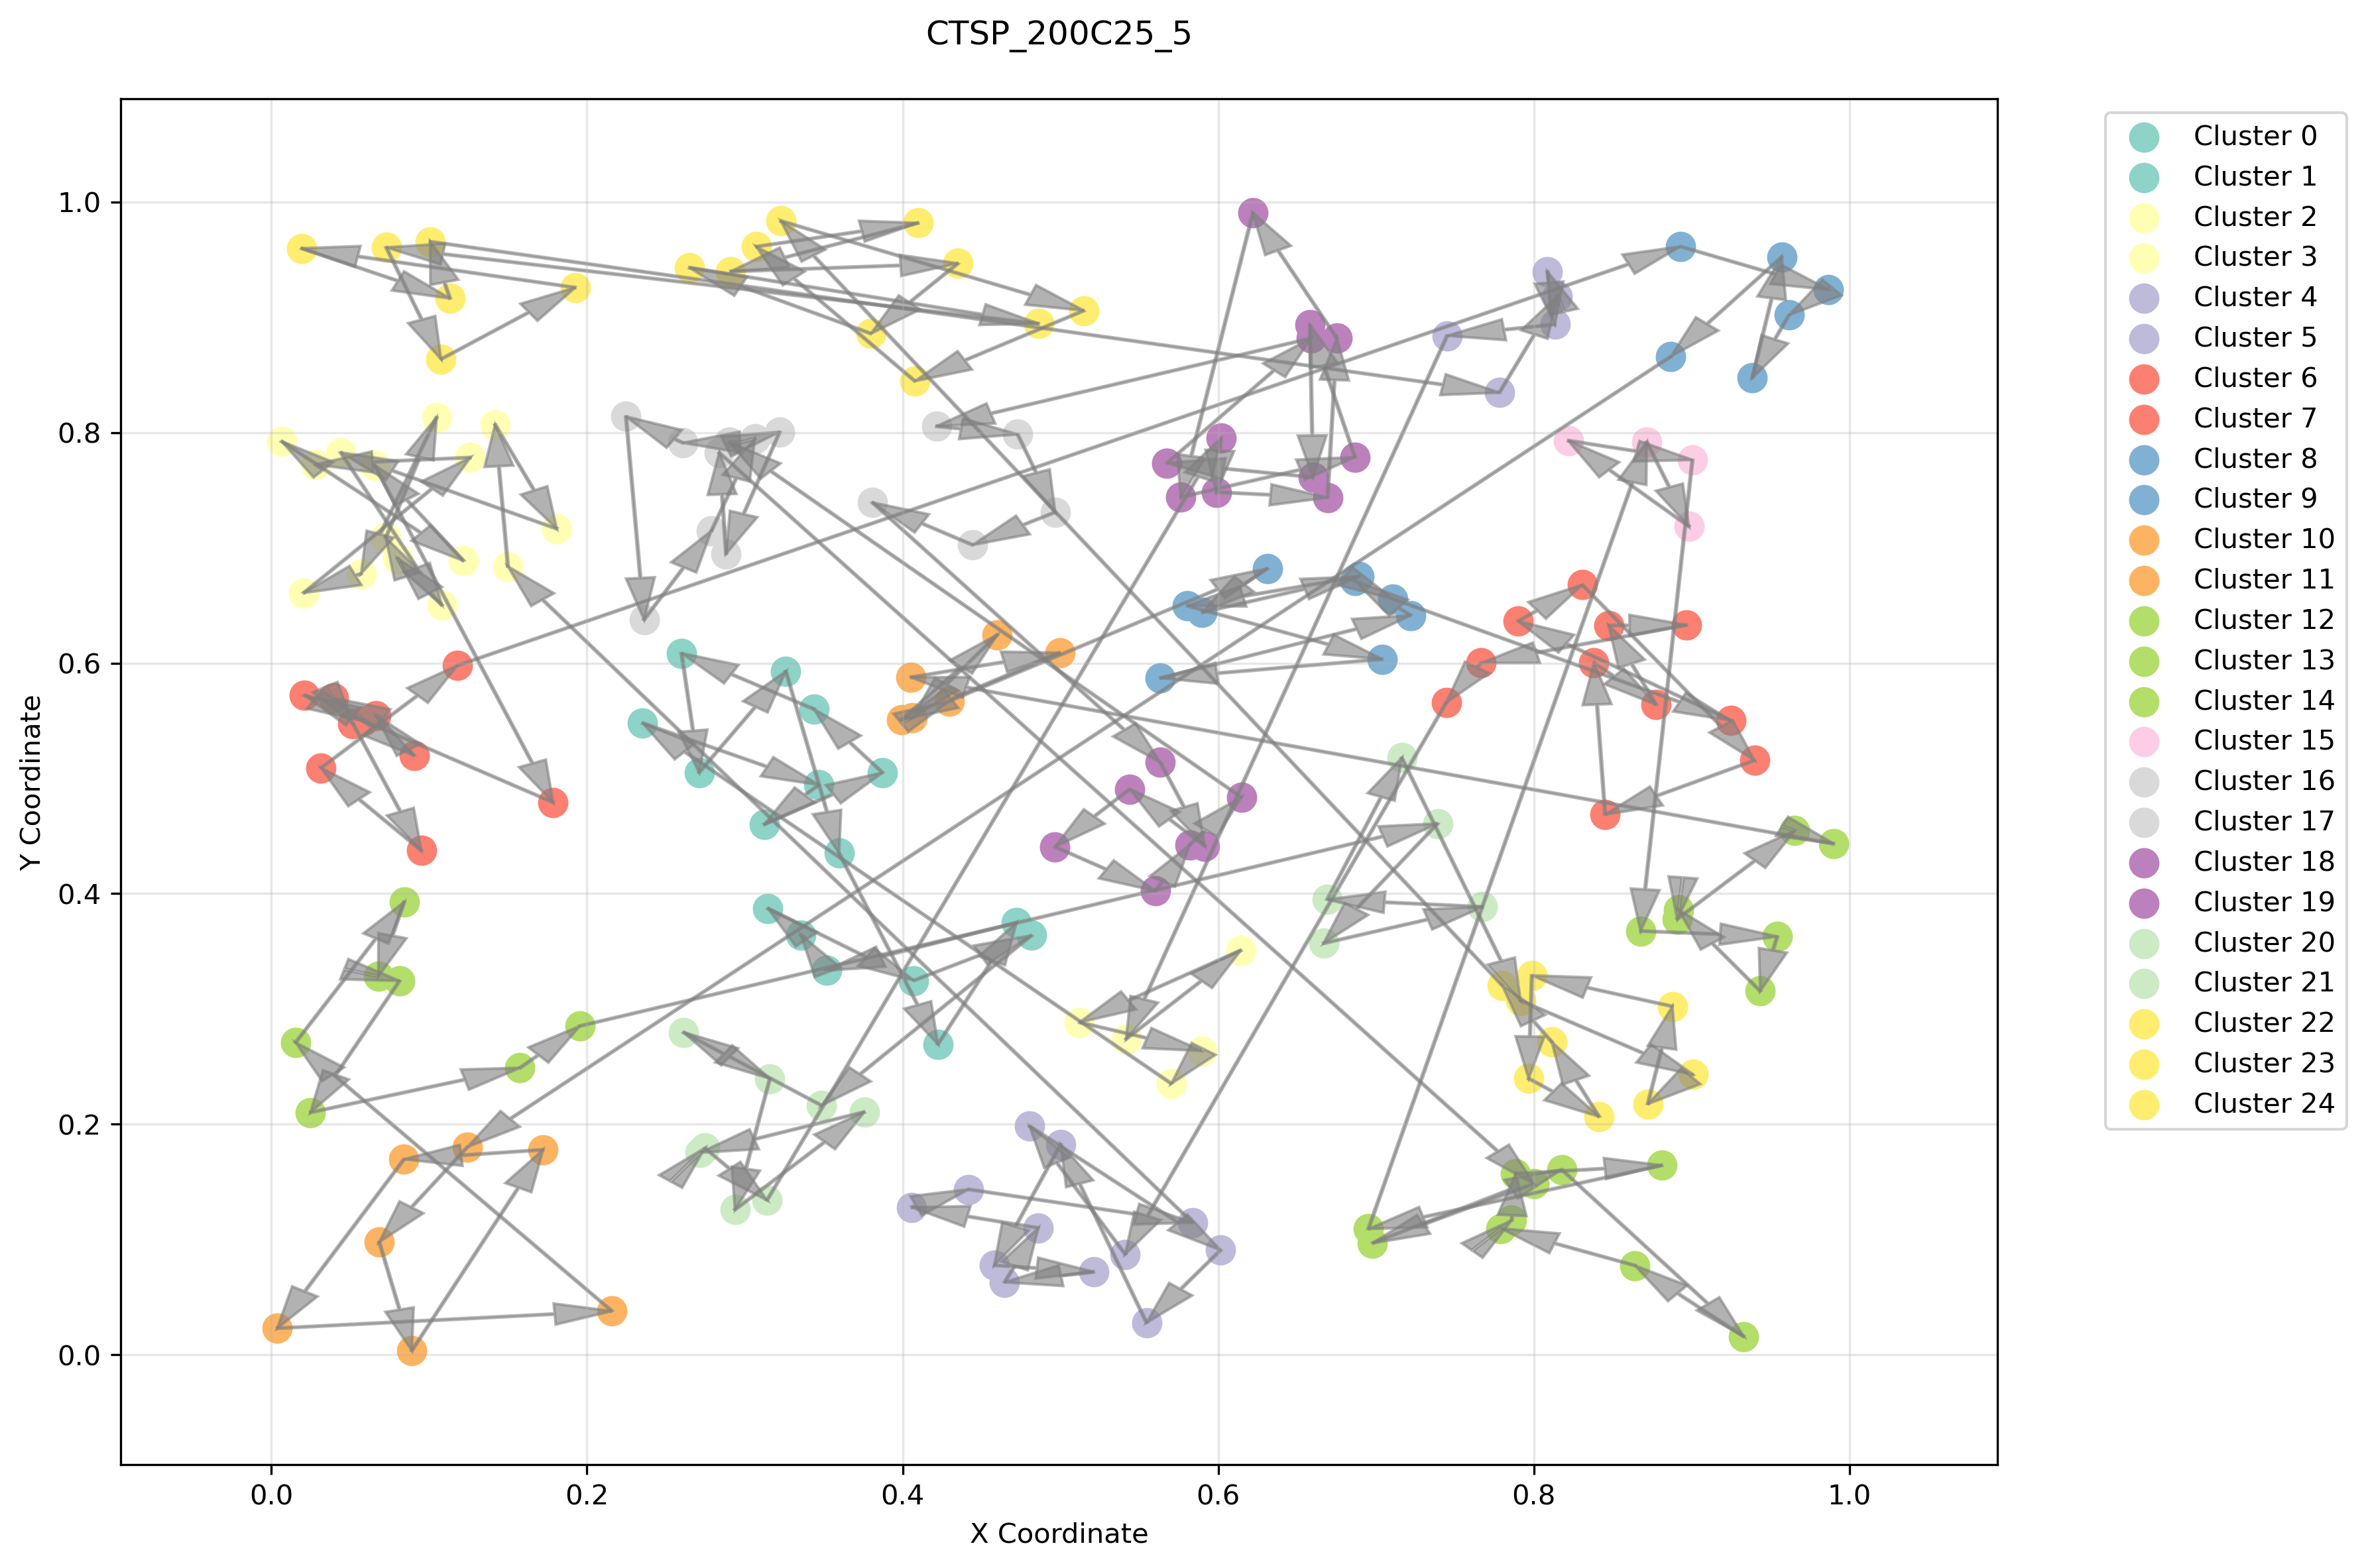 CTSP_200C25_5
1.0
0.8
0.6
0.4
0.2
0.0
Y Coordinate
0.0
0.2
0.4
0.6
0.8
1.0
X Coordinate
Cluster 0
Cluster 1
Cluster 2
Cluster 3
Cluster 4
Cluster 5
Cluster 6
Cluster 7
Cluster 8
Cluster 9
Cluster 10
Cluster 11
Cluster 12
Cluster 13
Cluster 14
Cluster 15
Cluster 16
Cluster 17
Cluster 18
Cluster 19
Cluster 20
Cluster 21
Cluster 22
Cluster 23
Cluster 24